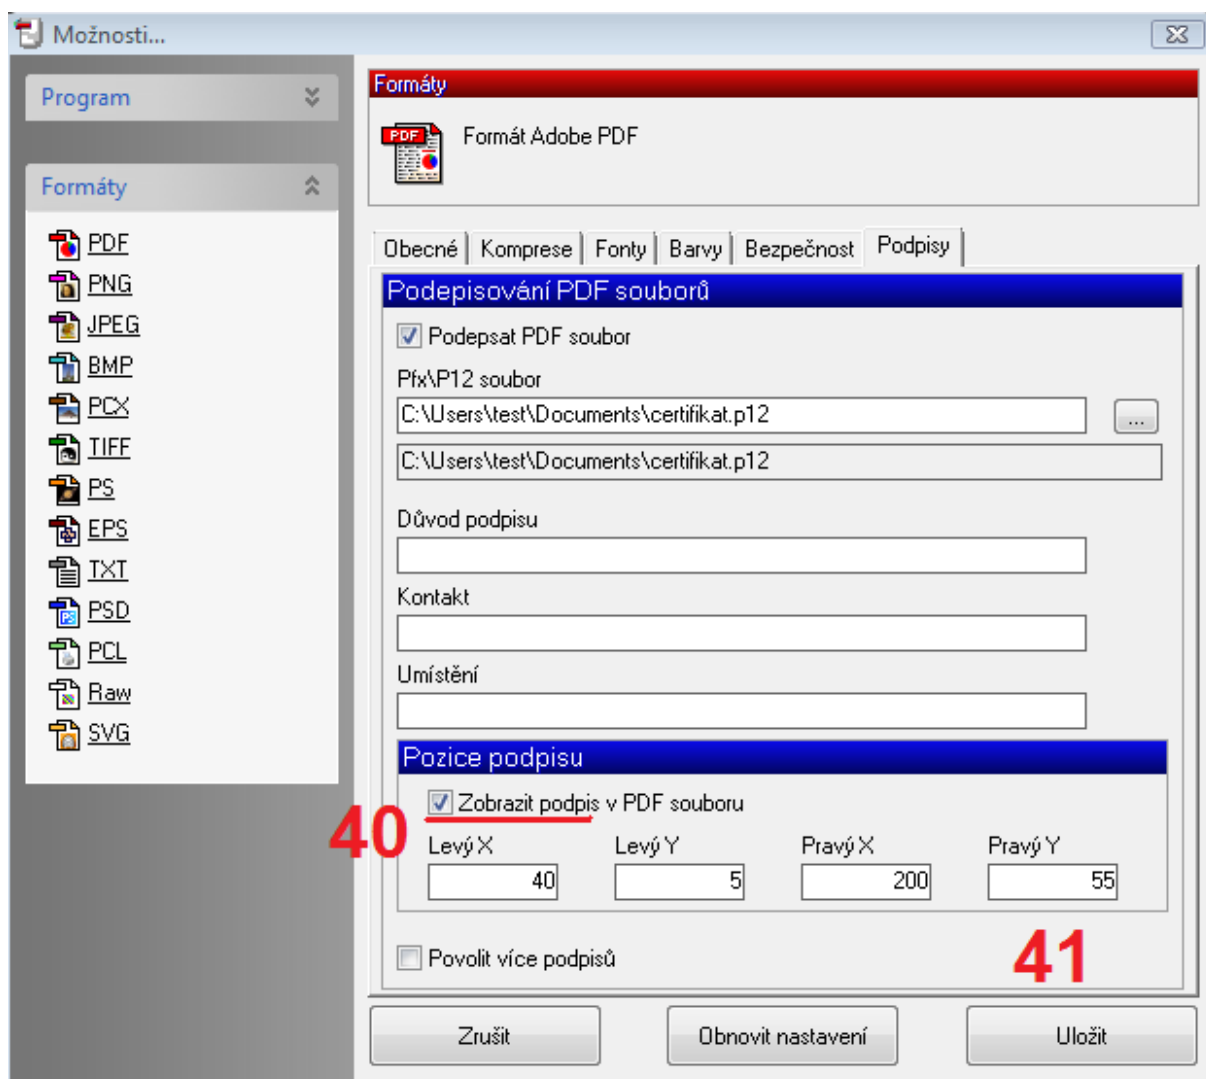 Možnosti...
Program
Formáty
PDF
PNG
JPEG
BMP
PCX
TIFF
PS
EPS
TXT
PSD
PCL
Raw
SVG
Formáty
PDF
Formát Adobe PDF
Obecné Komprese Fonty Barvy Bezpečnost Podpisy
Podepisování PDF souborů
Podepsat PDF soubor
Pfx\P12 soubor
C:\Users\test\Documents\certifikat.p12
...
C:\Users\test\Documents\certifikat.p12
Důvod podpisu
Kontakt
Umístění
Pozice podpisu
Zobrazit podpis v PDF souboru
40
Levý X Levý Y Pravý X Pravý Y
40 5 200 55
41
Povolit více podpisů
Zrušit Obnovit nastavení Uložit